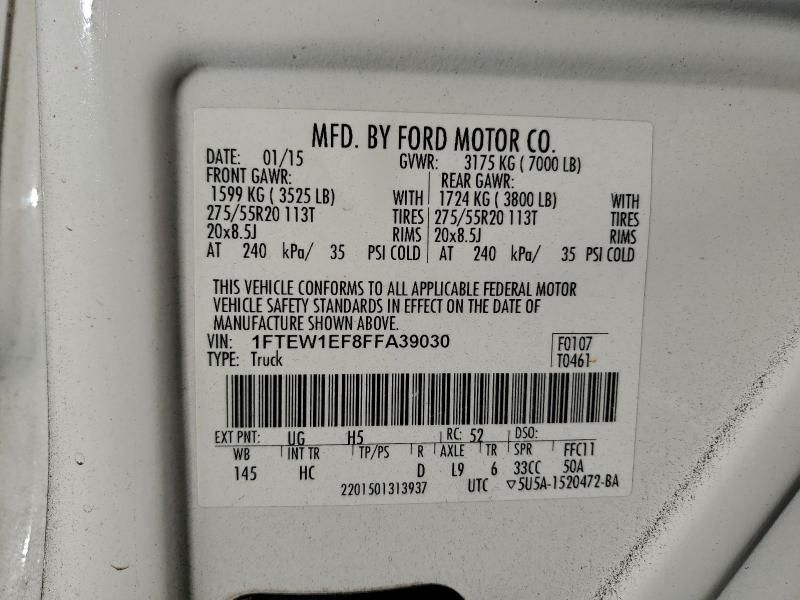 MFD. BY FORD MOTOR CO.
DATE: 01/15 GVWR: 3175 KG ( 7000 LB)
FRONT GAWR: REAR GAWR:
1599 KG ( 3525 LB) WITH 1724 KG ( 3800 LB) WITH
275/55R20 113T TIRES 275/55R20 113T TIRES
20x8.5J RIMS 20x8.5J RIMS
AT 240 kPa/ 35 PSI COLD AT 240 kPa/ 35 PSI COLD
THIS VEHICLE CONFORMS TO ALL APPLICABLE FEDERAL MOTOR
VEHICLE SAFETY STANDARDS IN EFFECT ON THE DATE OF
MANUFACTURE SHOWN ABOVE.
VIN: 1FTEW1EF8FFA39030 F0107
TYPE: Truck T0461
EXT PNT: UG H5 RC: 52 DSO:
WB INT TR TP/PS R AXLE TR SPR FFC11
145 HC D L9 6 33CC 50A
2201501313937 UTC ▽5U5A-1520472-BA